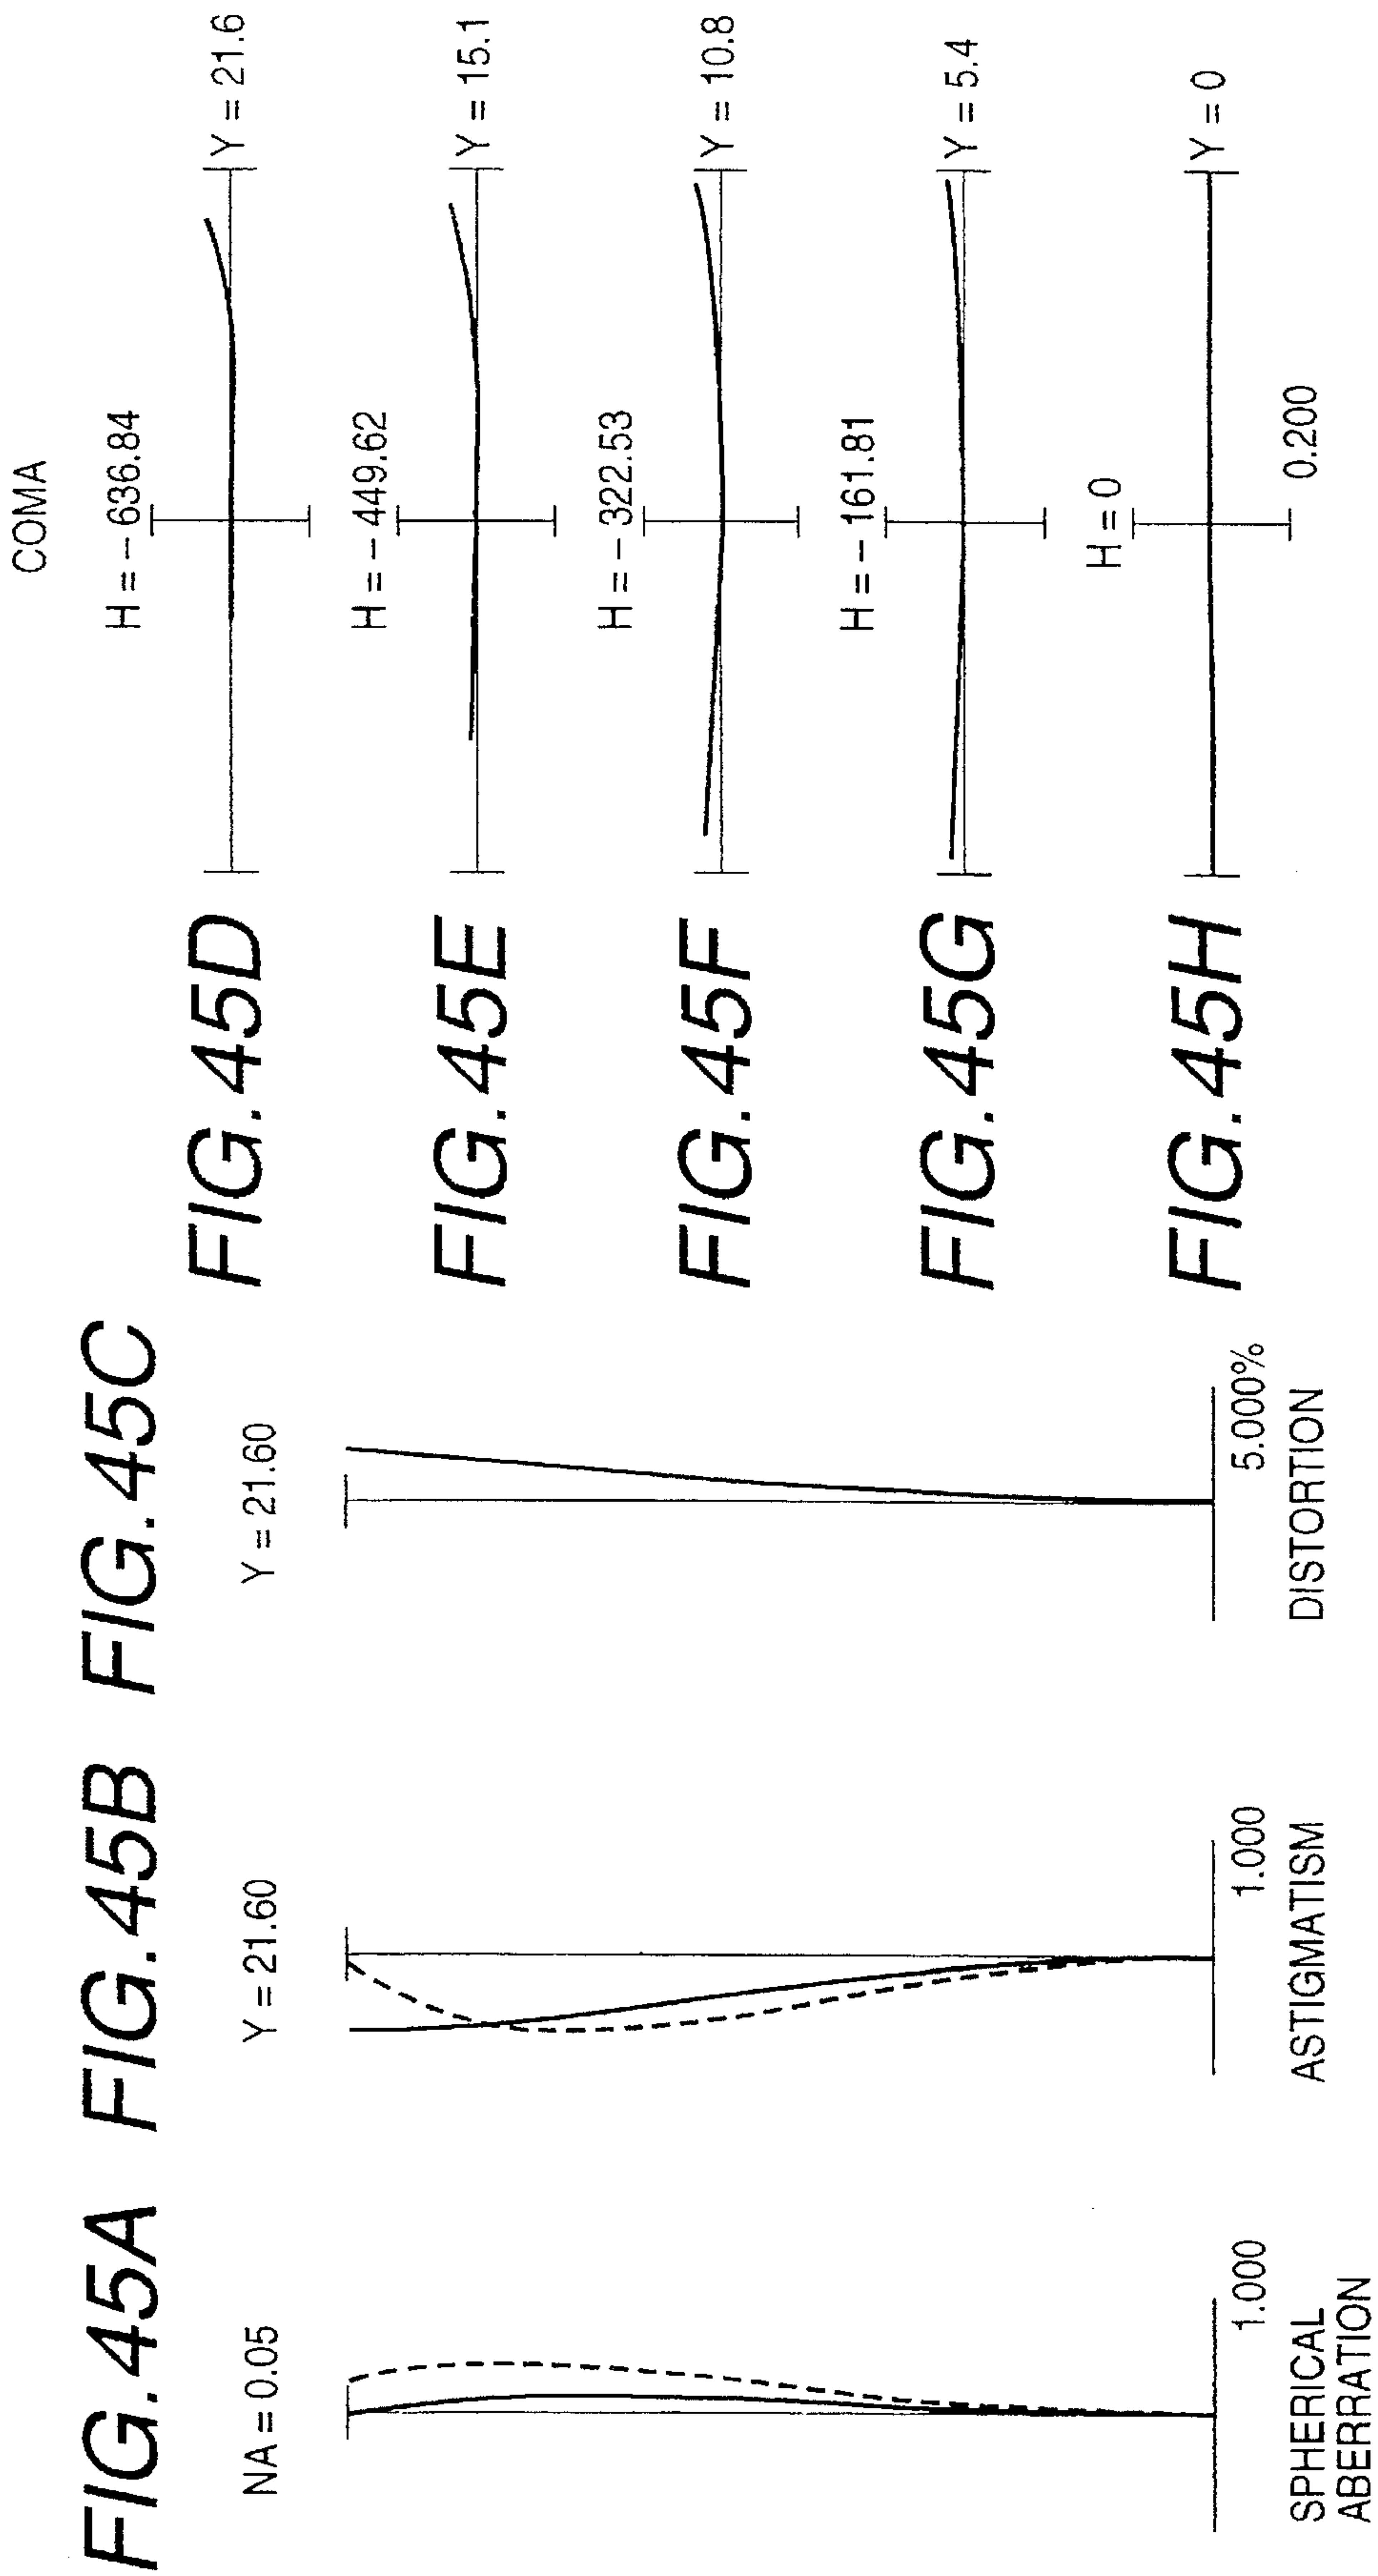 FIG.45A
NA = 0.05
1.000
SPHERICAL
ABERRATION
FIG.45B
Y = 21.60
1.000
ASTIGMATISM
FIG.45C
Y = 21.60
5.000%
DISTORTION
COMA
FIG.45D
H = − 636.84
Y = 21.6
FIG.45E
H = − 449.62
Y = 15.1
FIG.45F
H = − 322.53
Y = 10.8
FIG.45G
H = − 161.81
Y = 5.4
FIG.45H
H = 0
Y = 0
0.200